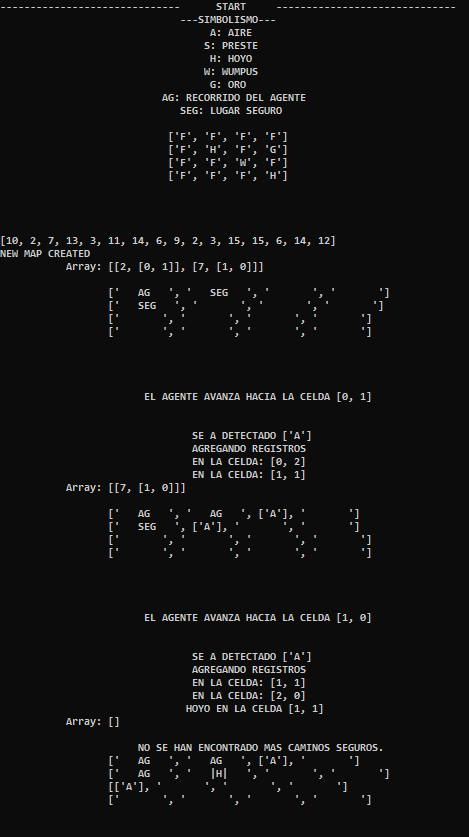 ------------------------------ START ------------------------------
---SIMBOLISMO---
A: AIRE
S: PRESTE
H: HOYO
W: WUMPUS
G: ORO
AG: RECORRIDO DEL AGENTE
SEG: LUGAR SEGURO
['F', 'F', 'F', 'F']
['F', 'H', 'F', 'G']
['F', 'F', 'W', 'F']
['F', 'F', 'F', 'H']
[10, 2, 7, 13, 3, 11, 14, 6, 9, 2, 3, 15, 15, 6, 14, 12]
NEW MAP CREATED
Array: [[2, [0, 1]], [7, [1, 0]]]
['   AG   ', '   SEG  ', '       ', '       ']
['   SEG  ', '       ', '       ', '       ']
['       ', '       ', '       ', '       ']
['       ', '       ', '       ', '       ']
EL AGENTE AVANZA HACIA LA CELDA [0, 1]
SE A DETECTADO ['A']
AGREGANDO REGISTROS
EN LA CELDA: [0, 2]
EN LA CELDA: [1, 1]
Array: [[7, [1, 0]]]
['   AG   ', '   AG   ', ['A'], '       ']
['   SEG   ', ['A'], '       ', '       ']
['       ', '       ', '       ', '       ']
['       ', '       ', '       ', '       ']
EL AGENTE AVANZA HACIA LA CELDA [1, 0]
SE A DETECTADO ['A']
AGREGANDO REGISTROS
EN LA CELDA: [1, 1]
EN LA CELDA: [2, 0]
HOYO EN LA CELDA [1, 1]
Array: []
NO SE HAN ENCONTRADO MAS CAMINOS SEGUROS.
['   AG   ', '   AG   ', ['A'], '       ']
['   AG   ', '   |H|   ', '       ', '       ']
[['A'], '       ', '       ', '       ']
['       ', '       ', '       ', '       ']